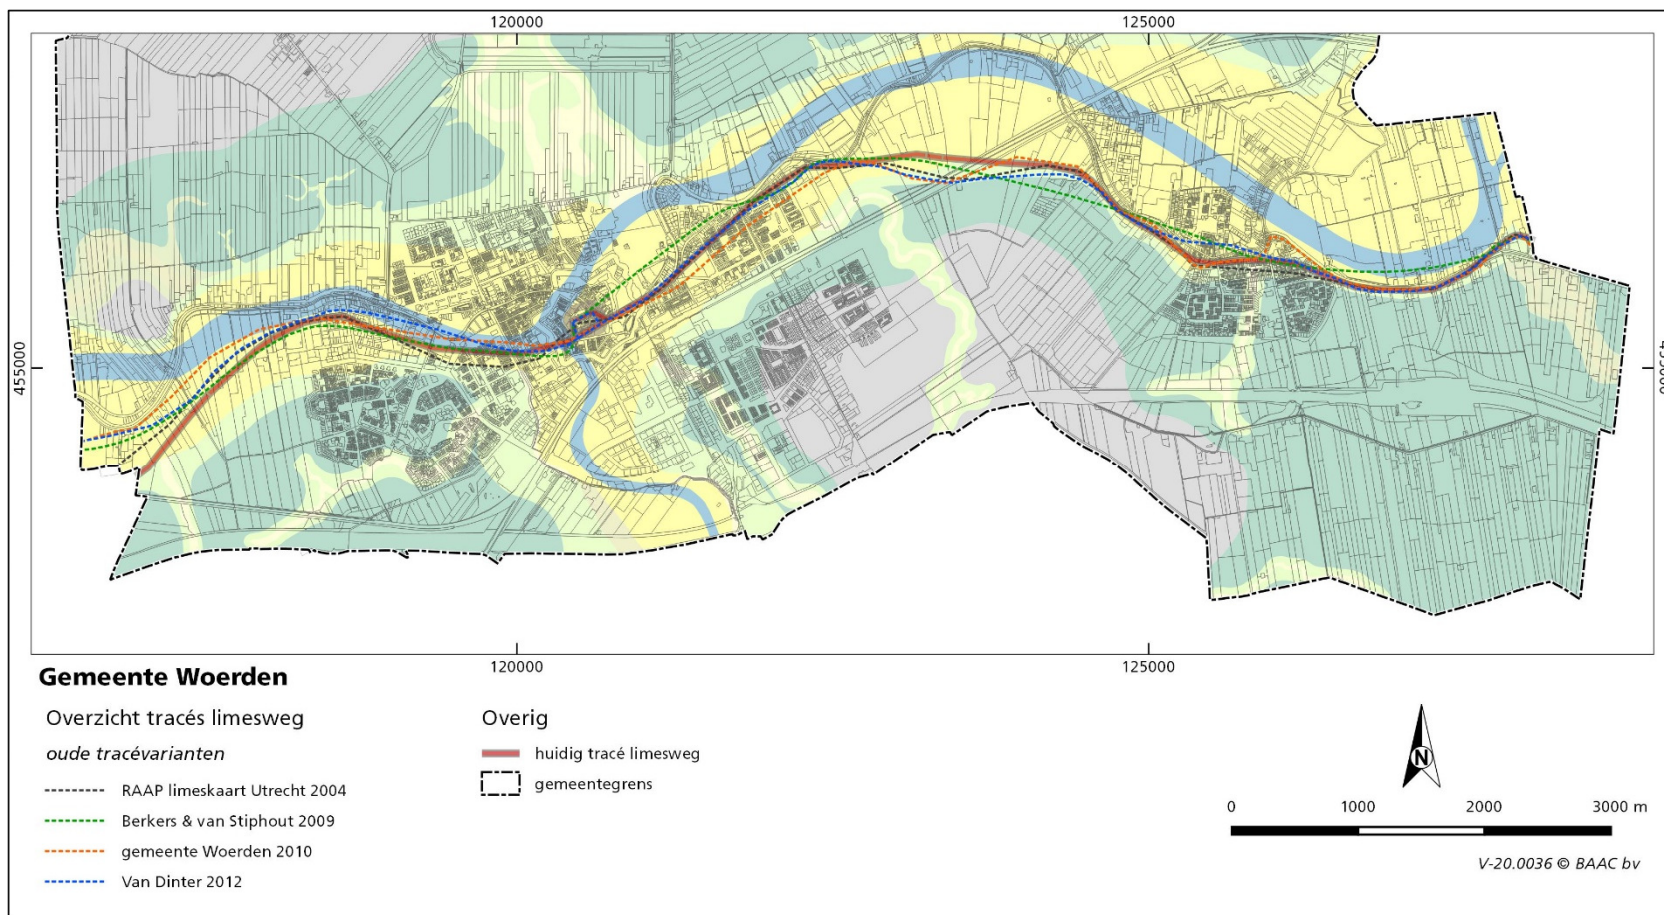 120000
125000
455000
455000
120000
125000
Gemeente Woerden
Overzicht tracés limesweg
oude tracévarianten
RAAP limeskaart Utrecht 2004
Berkers & van Stiphout 2009
gemeente Woerden 2010
Van Dinter 2012
Overig
huidig tracé limesweg
gemeentegrens
N
0 1000 2000 3000 m
V-20.0036 © BAAC bv